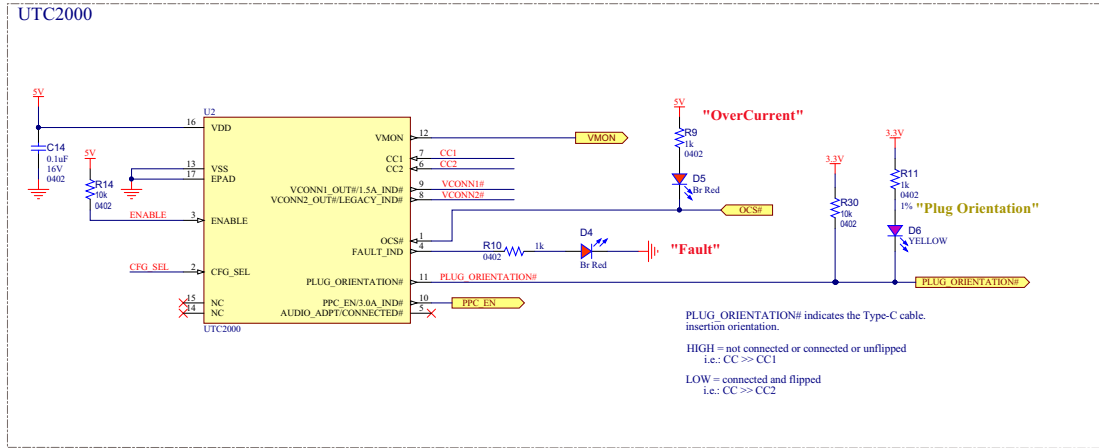 UTC2000
5V
C14
0.1uF
16V
0402
5V
R14
10k
0402
ENABLE
CFG_SEL
U2
16 VDD
13 VSS
17 EPAD
3 ENABLE
2 CFG_SEL
15 NC
14 NC
VMON 12
CC1 7 CC1
CC2 6 CC2
VCONN1_OUT#/1.5A_IND# 9 VCONN1#
VCONN2_OUT#/LEGACY_IND# 8 VCONN2#
OCS# 1
FAULT_IND 4
PLUG_ORIENTATION# 11 PLUG_ORIENTATION#
PPC_EN/3.0A_IND# 10
AUDIO_ADPT/CONNECTED# 5
UTC2000
VMON
PPC_EN
5V
"OverCurrent"
R9
1k
0402
D5
Br Red
OCS#
R10 1k
0402
D4
Br Red
"Fault"
3.3V
R30
10k
0402
3.3V
R11
1k
0402
1%
"Plug Orientation"
D6
YELLOW
PLUG_ORIENTATION#
PLUG_ORIENTATION# indicates the Type-C cable.
insertion orientation.
HIGH = not connected or connected or unflipped
i.e.: CC >> CC1
LOW = connected and flipped
i.e.: CC >> CC2